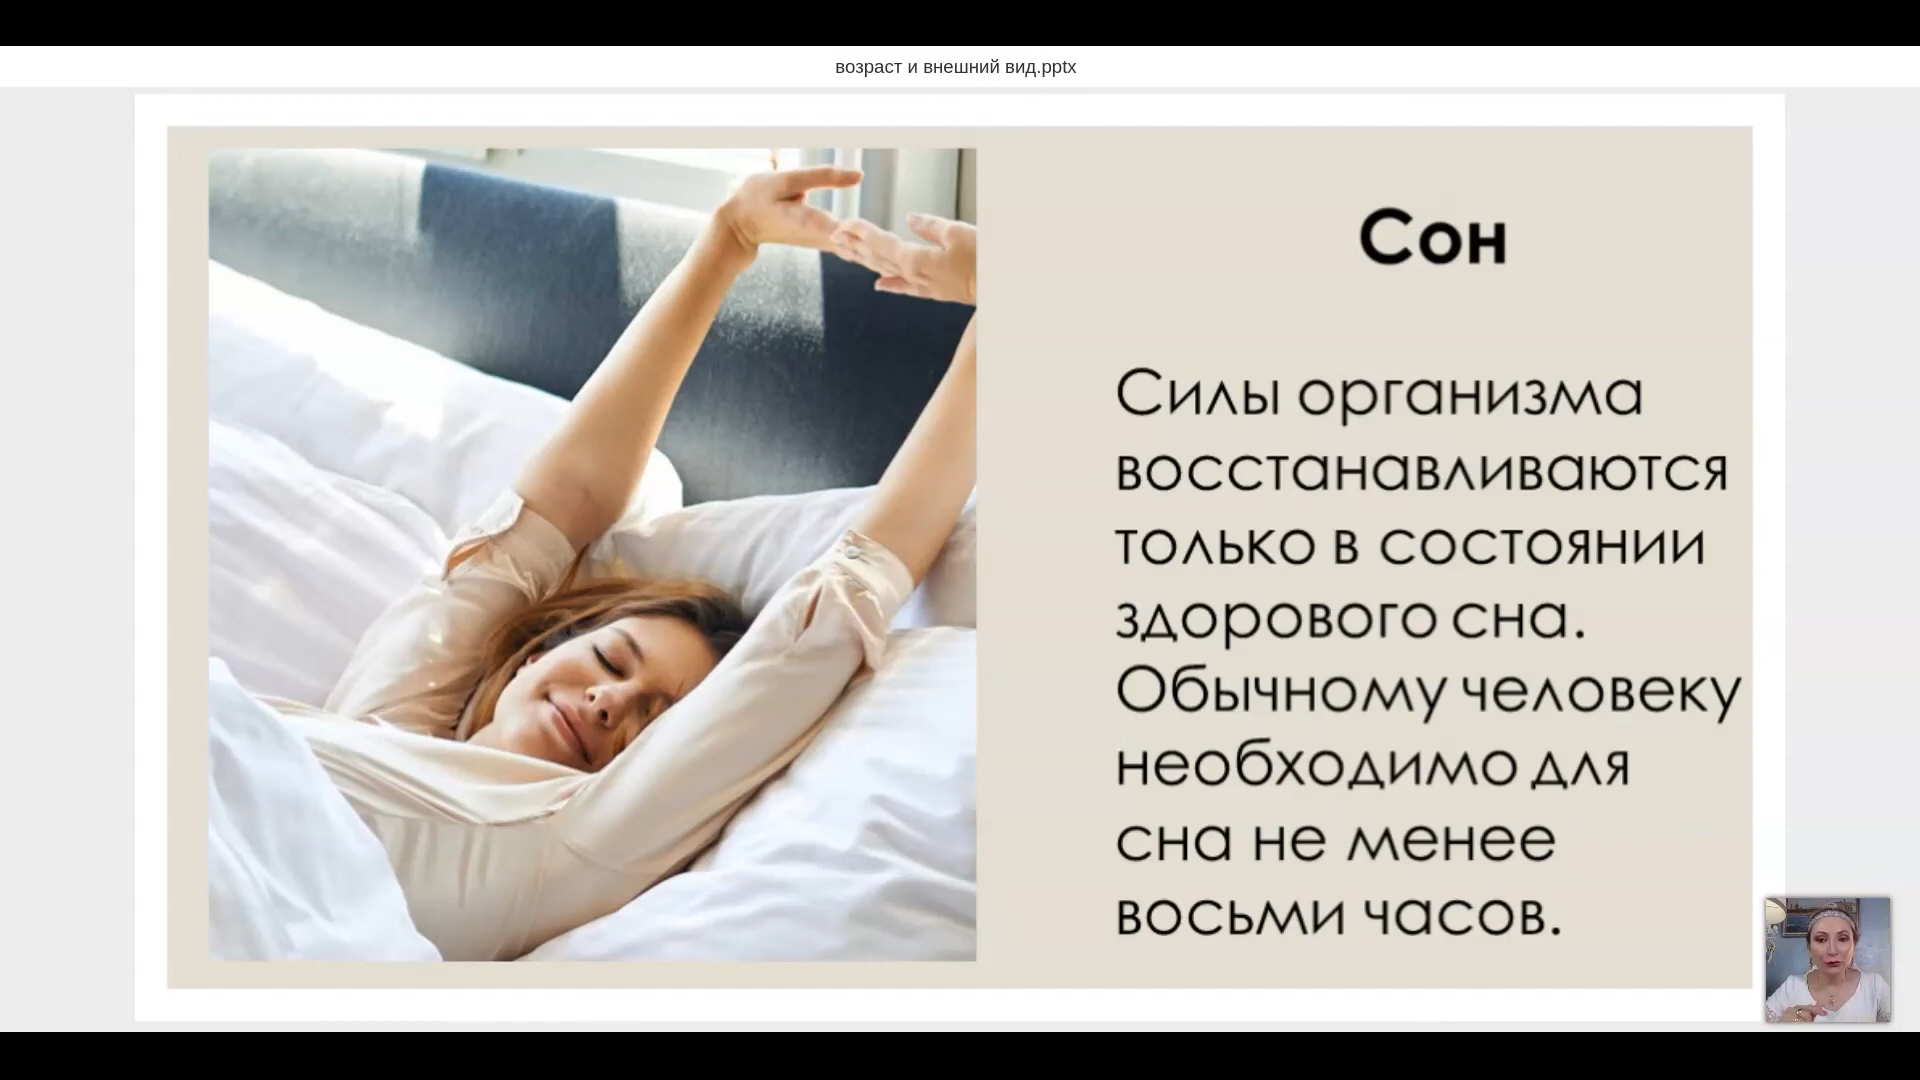 возраст и внешний вид.pptx
Сон
Силы организма
восстанавливаются
только в состоянии
здорового сна.
Обычному человеку
необходимо для
сна не менее
восьми часов.